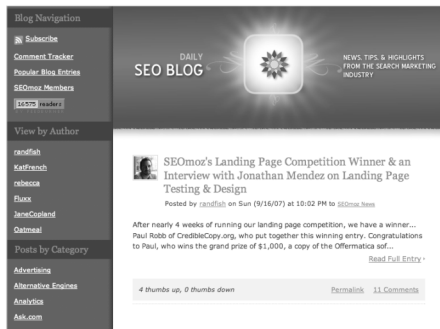 Blog Navigation
Subscribe
Comment Tracker
Popular Blog Entries
SEOmoz Members
16575 readers
View by Author
randfish
KatFrench
rebecca
Fluxx
JaneCopland
Oatmeal
Posts by Category
Advertising
Alternative Engines
Analytics
Ask.com
DAILY
SEO BLOG
NEWS, TIPS, & HIGHLIGHTS
FROM THE SEARCH MARKETING
INDUSTRY
SEOmoz's Landing Page Competition Winner & an
Interview with Jonathan Mendez on Landing Page
Testing & Design
Posted by randfish on Sun (9/16/07) at 10:02 PM to SEOmoz News
After nearly 4 weeks of running our landing page competition, we have a winner...
Paul Robb of CredibleCopy.org, who put together this winning entry. Congratulations
to Paul, who wins the grand prize of $1,000, a copy of the Offermatica sof...
Read Full Entry ›
4 thumbs up, 0 thumbs down Permalink 11 Comments